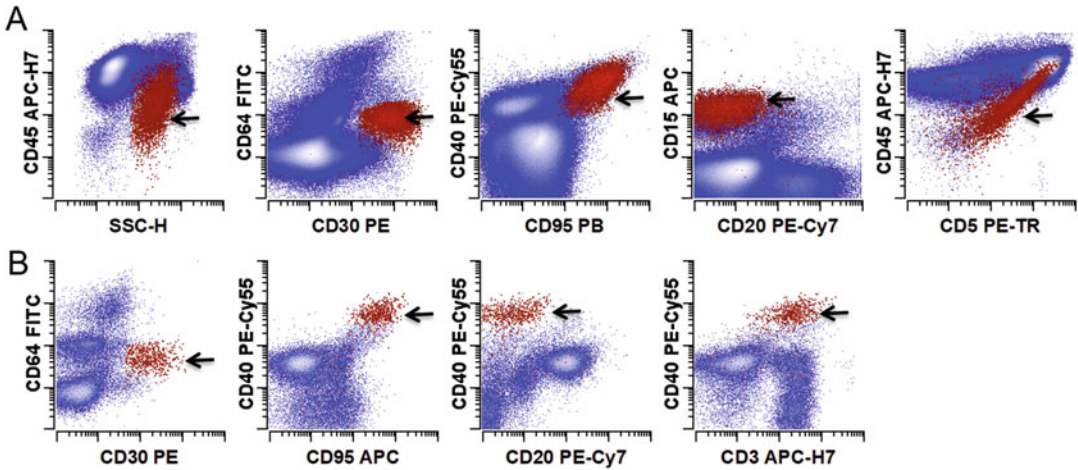 A
CD45 APC-H7
SSC-H
CD64 FITC
CD30 PE
CD40 PE-Cy55
CD95 PB
CD15 APC
CD20 PE-Cy7
CD45 APC-H7
CD5 PE-TR
B
CD64 FITC
CD30 PE
CD40 PE-Cy55
CD95 APC
CD40 PE-Cy55
CD20 PE-Cy7
CD40 PE-Cy55
CD3 APC-H7